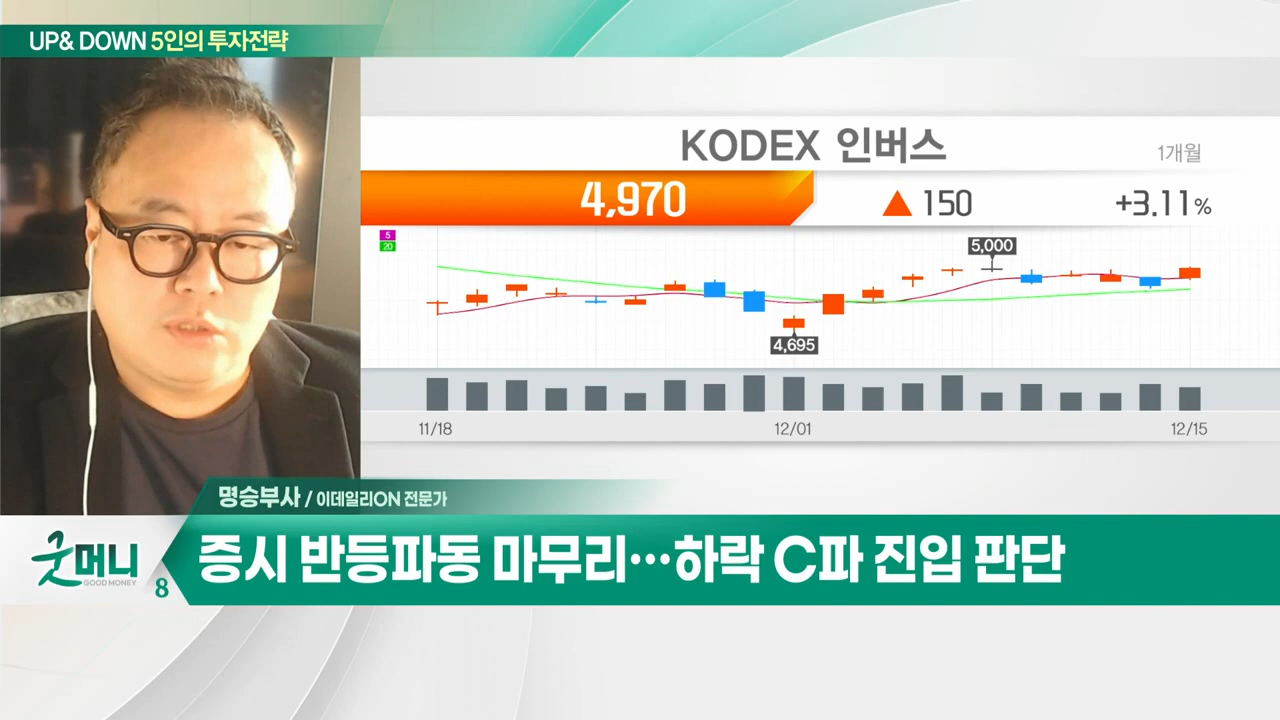 UP& DOWN 5인의 투자전략
KODEX 인버스
1개월
4,970
▲ 150
+3.11%
5
20
5,000
4,695
11/18
12/01
12/15
명승부사 / 이데일리ON 전문가
굿머니
GOOD MONEY
8
증시 반등파동 마무리…하락 C파 진입 판단